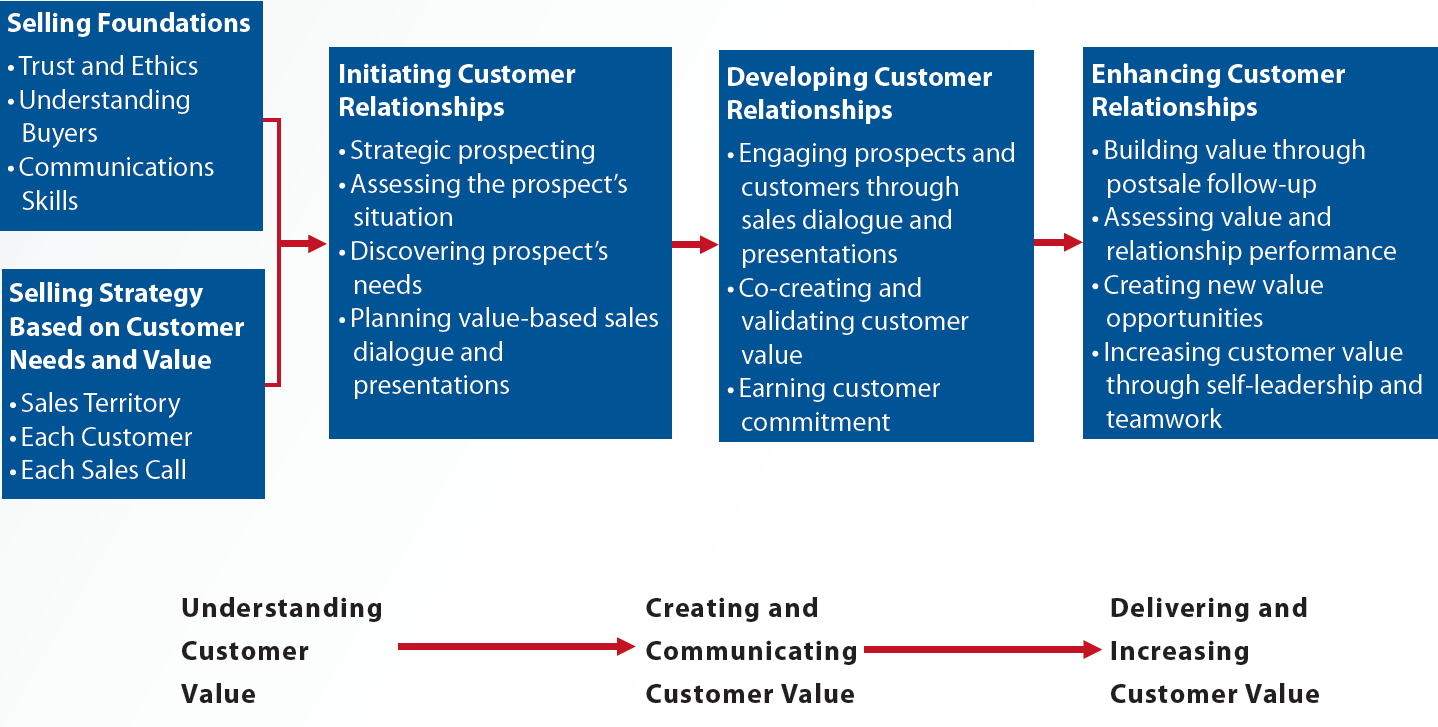 Selling Foundations
• Trust and Ethics
• Understanding
Buyers
• Communications
Skills
Selling Strategy
Based on Customer
Needs and Value
• Sales Territory
• Each Customer
• Each Sales Call
Initiating Customer
Relationships
• Strategic prospecting
• Assessing the prospect’s
situation
• Discovering prospect’s
needs
• Planning value-based sales
dialogue and
presentations
Developing Customer
Relationships
• Engaging prospects and
customers through
sales dialogue and
presentations
• Co-creating and
validating customer
value
• Earning customer
commitment
Enhancing Customer
Relationships
• Building value through
postsale follow-up
• Assessing value and
relationship performance
• Creating new value
opportunities
• Increasing customer value
through self-leadership and
teamwork
Understanding
Customer
Value
Creating and
Communicating
Customer Value
Delivering and
Increasing
Customer Value